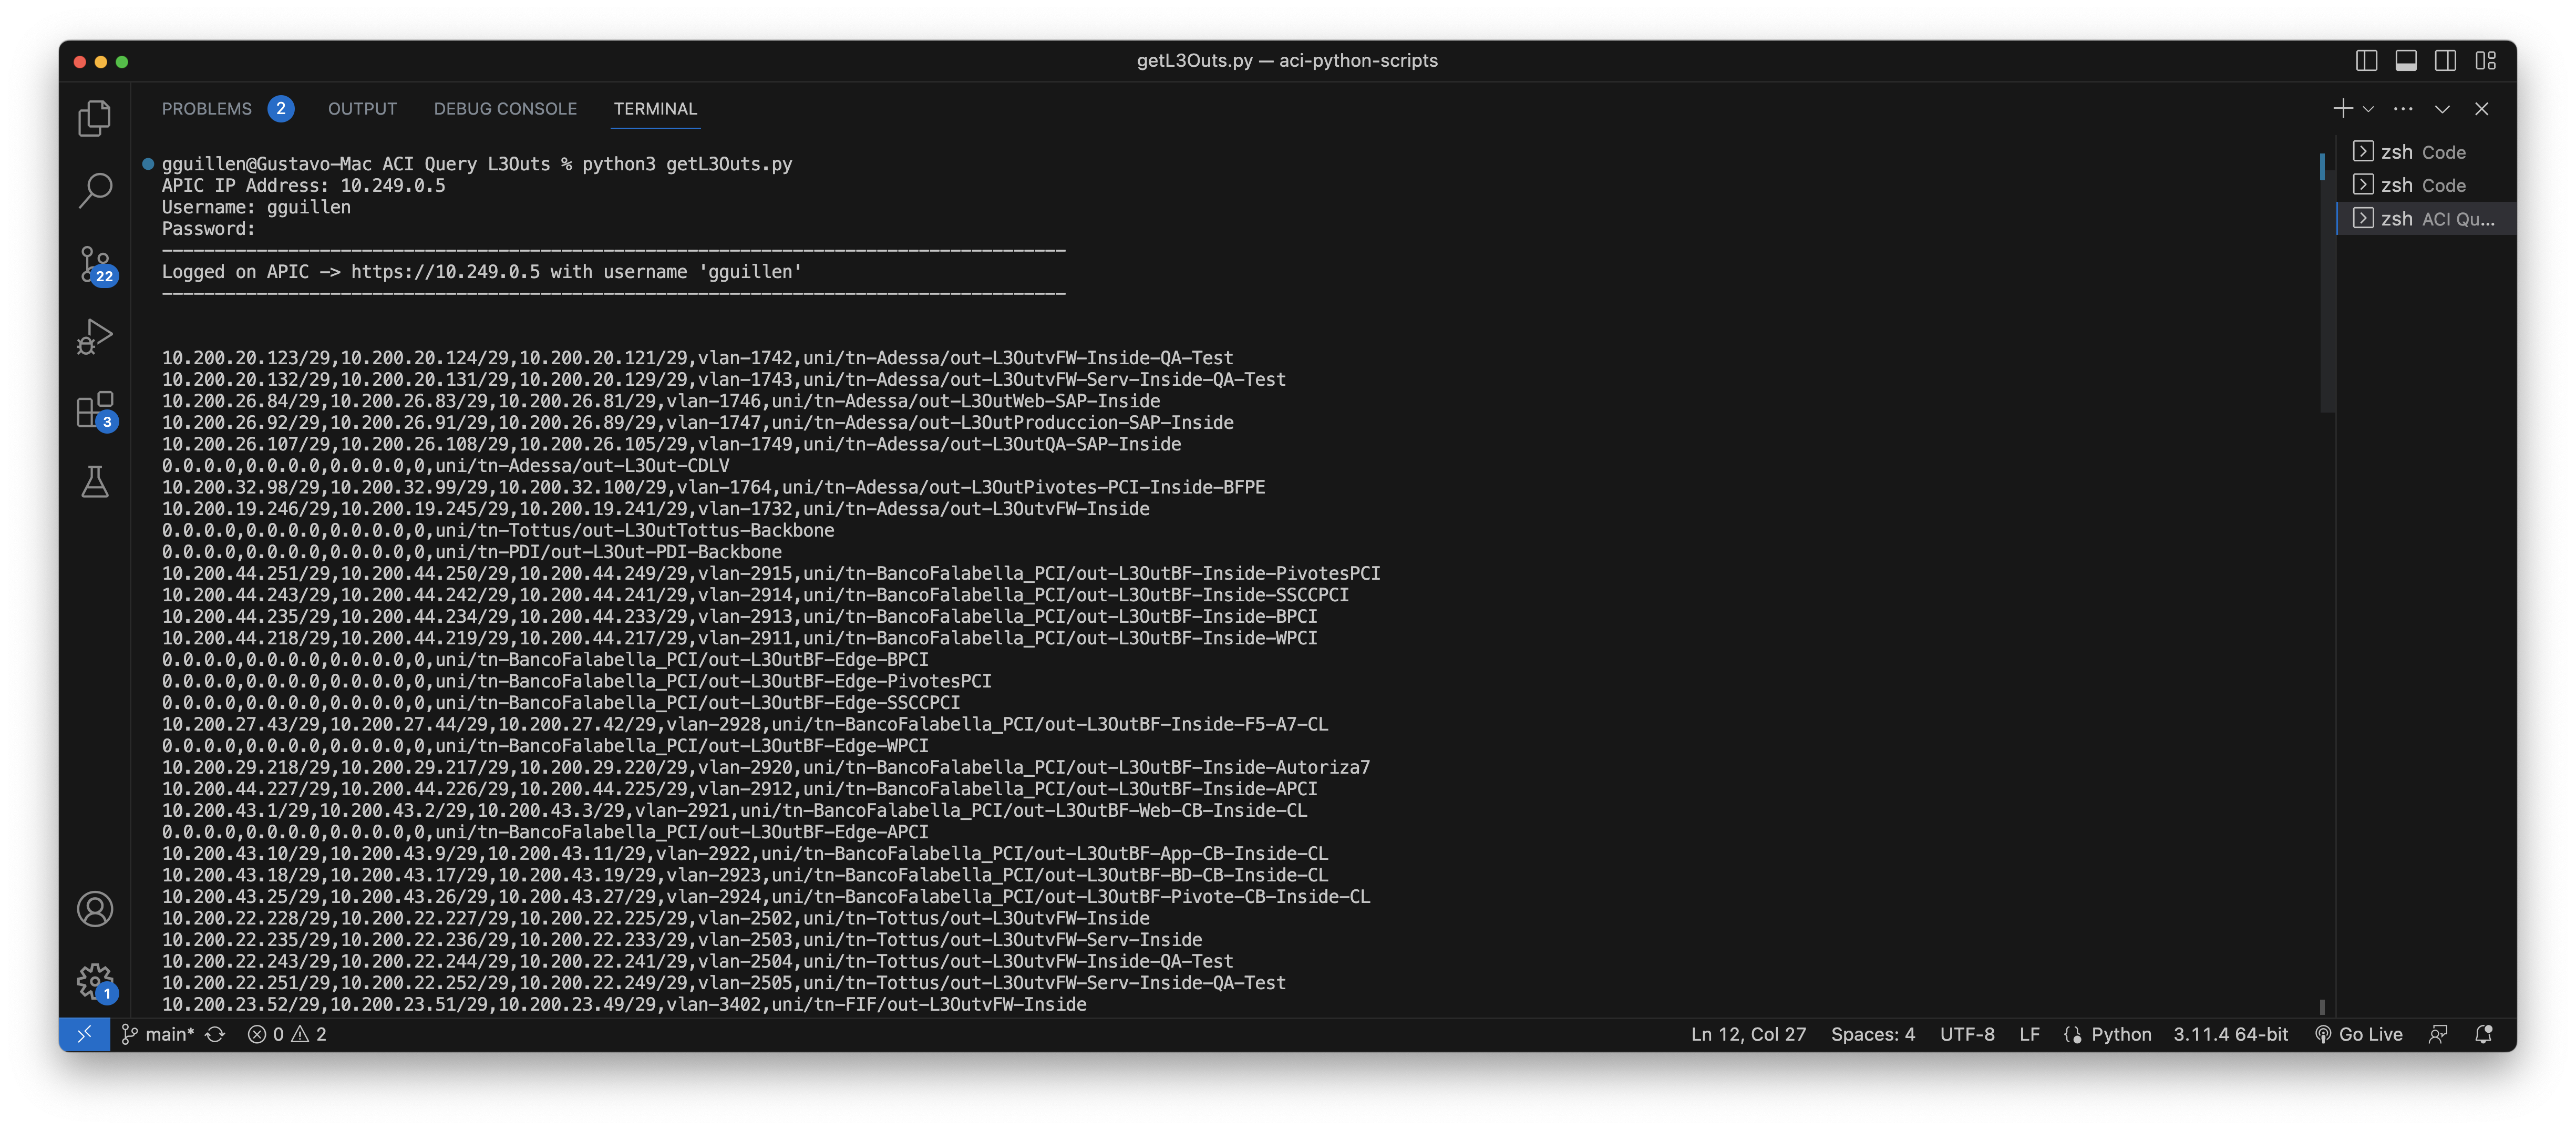 getL3Outs.py — aci-python-scripts
PROBLEMS 2 OUTPUT DEBUG CONSOLE TERMINAL
gguillen@Gustavo-Mac ACI Query L3Outs % python3 getL3Outs.py
APIC IP Address: 10.249.0.5
Username: gguillen
Password:
--------------------------------------------------------------------------------------
Logged on APIC -> https://10.249.0.5 with username 'gguillen'
--------------------------------------------------------------------------------------
10.200.20.123/29,10.200.20.124/29,10.200.20.121/29,vlan-1742,uni/tn-Adessa/out-L3OutvFW-Inside-QA-Test
10.200.20.132/29,10.200.20.131/29,10.200.20.129/29,vlan-1743,uni/tn-Adessa/out-L3OutvFW-Serv-Inside-QA-Test
10.200.26.84/29,10.200.26.83/29,10.200.26.81/29,vlan-1746,uni/tn-Adessa/out-L3OutWeb-SAP-Inside
10.200.26.92/29,10.200.26.91/29,10.200.26.89/29,vlan-1747,uni/tn-Adessa/out-L3OutProduccion-SAP-Inside
10.200.26.107/29,10.200.26.108/29,10.200.26.105/29,vlan-1749,uni/tn-Adessa/out-L3OutQA-SAP-Inside
0.0.0.0,0.0.0.0,0.0.0.0,0,uni/tn-Adessa/out-L3Out-CDLV
10.200.32.98/29,10.200.32.99/29,10.200.32.100/29,vlan-1764,uni/tn-Adessa/out-L3OutPivotes-PCI-Inside-BFPE
10.200.19.246/29,10.200.19.245/29,10.200.19.241/29,vlan-1732,uni/tn-Adessa/out-L3OutvFW-Inside
0.0.0.0,0.0.0.0,0.0.0.0,0,uni/tn-Tottus/out-L3OutTottus-Backbone
0.0.0.0,0.0.0.0,0.0.0.0,0,uni/tn-PDI/out-L3Out-PDI-Backbone
10.200.44.251/29,10.200.44.250/29,10.200.44.249/29,vlan-2915,uni/tn-BancoFalabella_PCI/out-L3OutBF-Inside-PivotesPCI
10.200.44.243/29,10.200.44.242/29,10.200.44.241/29,vlan-2914,uni/tn-BancoFalabella_PCI/out-L3OutBF-Inside-SSCCPCI
10.200.44.235/29,10.200.44.234/29,10.200.44.233/29,vlan-2913,uni/tn-BancoFalabella_PCI/out-L3OutBF-Inside-BPCI
10.200.44.218/29,10.200.44.219/29,10.200.44.217/29,vlan-2911,uni/tn-BancoFalabella_PCI/out-L3OutBF-Inside-WPCI
0.0.0.0,0.0.0.0,0.0.0.0,0,uni/tn-BancoFalabella_PCI/out-L3OutBF-Edge-BPCI
0.0.0.0,0.0.0.0,0.0.0.0,0,uni/tn-BancoFalabella_PCI/out-L3OutBF-Edge-PivotesPCI
0.0.0.0,0.0.0.0,0.0.0.0,0,uni/tn-BancoFalabella_PCI/out-L3OutBF-Edge-SSCCPCI
10.200.27.43/29,10.200.27.44/29,10.200.27.42/29,vlan-2928,uni/tn-BancoFalabella_PCI/out-L3OutBF-Inside-F5-A7-CL
0.0.0.0,0.0.0.0,0.0.0.0,0,uni/tn-BancoFalabella_PCI/out-L3OutBF-Edge-WPCI
10.200.29.218/29,10.200.29.217/29,10.200.29.220/29,vlan-2920,uni/tn-BancoFalabella_PCI/out-L3OutBF-Inside-Autoriza7
10.200.44.227/29,10.200.44.226/29,10.200.44.225/29,vlan-2912,uni/tn-BancoFalabella_PCI/out-L3OutBF-Inside-APCI
10.200.43.1/29,10.200.43.2/29,10.200.43.3/29,vlan-2921,uni/tn-BancoFalabella_PCI/out-L3OutBF-Web-CB-Inside-CL
0.0.0.0,0.0.0.0,0.0.0.0,0,uni/tn-BancoFalabella_PCI/out-L3OutBF-Edge-APCI
10.200.43.10/29,10.200.43.9/29,10.200.43.11/29,vlan-2922,uni/tn-BancoFalabella_PCI/out-L3OutBF-App-CB-Inside-CL
10.200.43.18/29,10.200.43.17/29,10.200.43.19/29,vlan-2923,uni/tn-BancoFalabella_PCI/out-L3OutBF-BD-CB-Inside-CL
10.200.43.25/29,10.200.43.26/29,10.200.43.27/29,vlan-2924,uni/tn-BancoFalabella_PCI/out-L3OutBF-Pivote-CB-Inside-CL
10.200.22.228/29,10.200.22.227/29,10.200.22.225/29,vlan-2502,uni/tn-Tottus/out-L3OutvFW-Inside
10.200.22.235/29,10.200.22.236/29,10.200.22.233/29,vlan-2503,uni/tn-Tottus/out-L3OutvFW-Serv-Inside
10.200.22.243/29,10.200.22.244/29,10.200.22.241/29,vlan-2504,uni/tn-Tottus/out-L3OutvFW-Inside-QA-Test
10.200.22.251/29,10.200.22.252/29,10.200.22.249/29,vlan-2505,uni/tn-Tottus/out-L3OutvFW-Serv-Inside-QA-Test
10.200.23.52/29,10.200.23.51/29,10.200.23.49/29,vlan-3402,uni/tn-FIF/out-L3OutvFW-Inside
zsh Code
zsh Code
zsh ACI Qu...
22
3
1
main* 0 2 Ln 12, Col 27 Spaces: 4 UTF-8 LF Python 3.11.4 64-bit Go Live